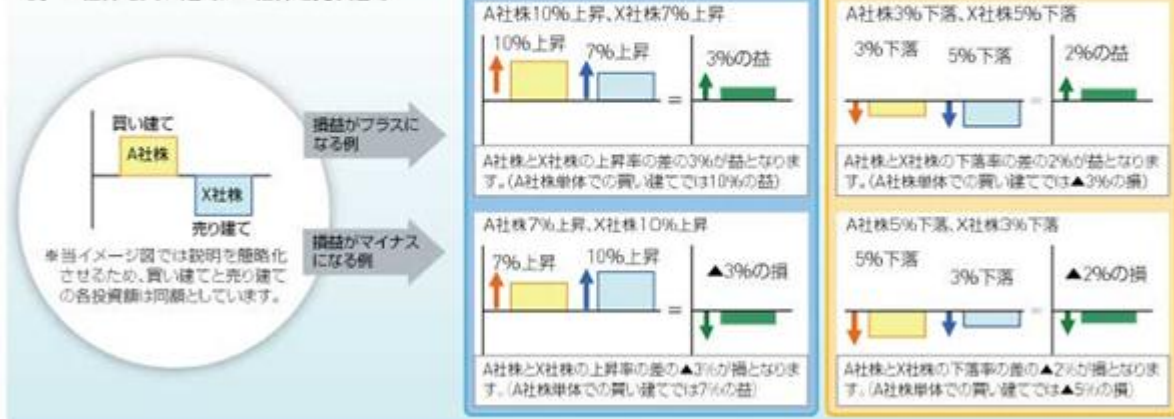 買い建て
A社株
X社株
売り建て
※当イメージ図では説明を簡略化
させるため、買い建てと売り建て
の各投資額は同額としています。
損益がプラスに
なる例
損益がマイナス
になる例
A社株10%上昇、X社株7%上昇
10%上昇
7%上昇
3%の益
=
A社株とX社株の上昇率の差の3%が益となりま
す。(A社株単体での買い建てでは10%の益)
A社株7%上昇、X社株10%上昇
7%上昇
10%上昇
▲3%の損
=
A社株とX社株の上昇率の差の▲3%が損となりま
す。(A社株単体での買い建てでは7%の益)
A社株3%下落、X社株5%下落
3%下落
5%下落
2%の益
=
A社株とX社株の下落率の差の2%が益となりま
す。(A社株単体での買い建てでは▲3%の損)
A社株5%下落、X社株3%下落
5%下落
3%下落
▲2%の損
=
A社株とX社株の下落率の差の▲2%が損となりま
す。(A社株単体での買い建てでは▲5%の損)